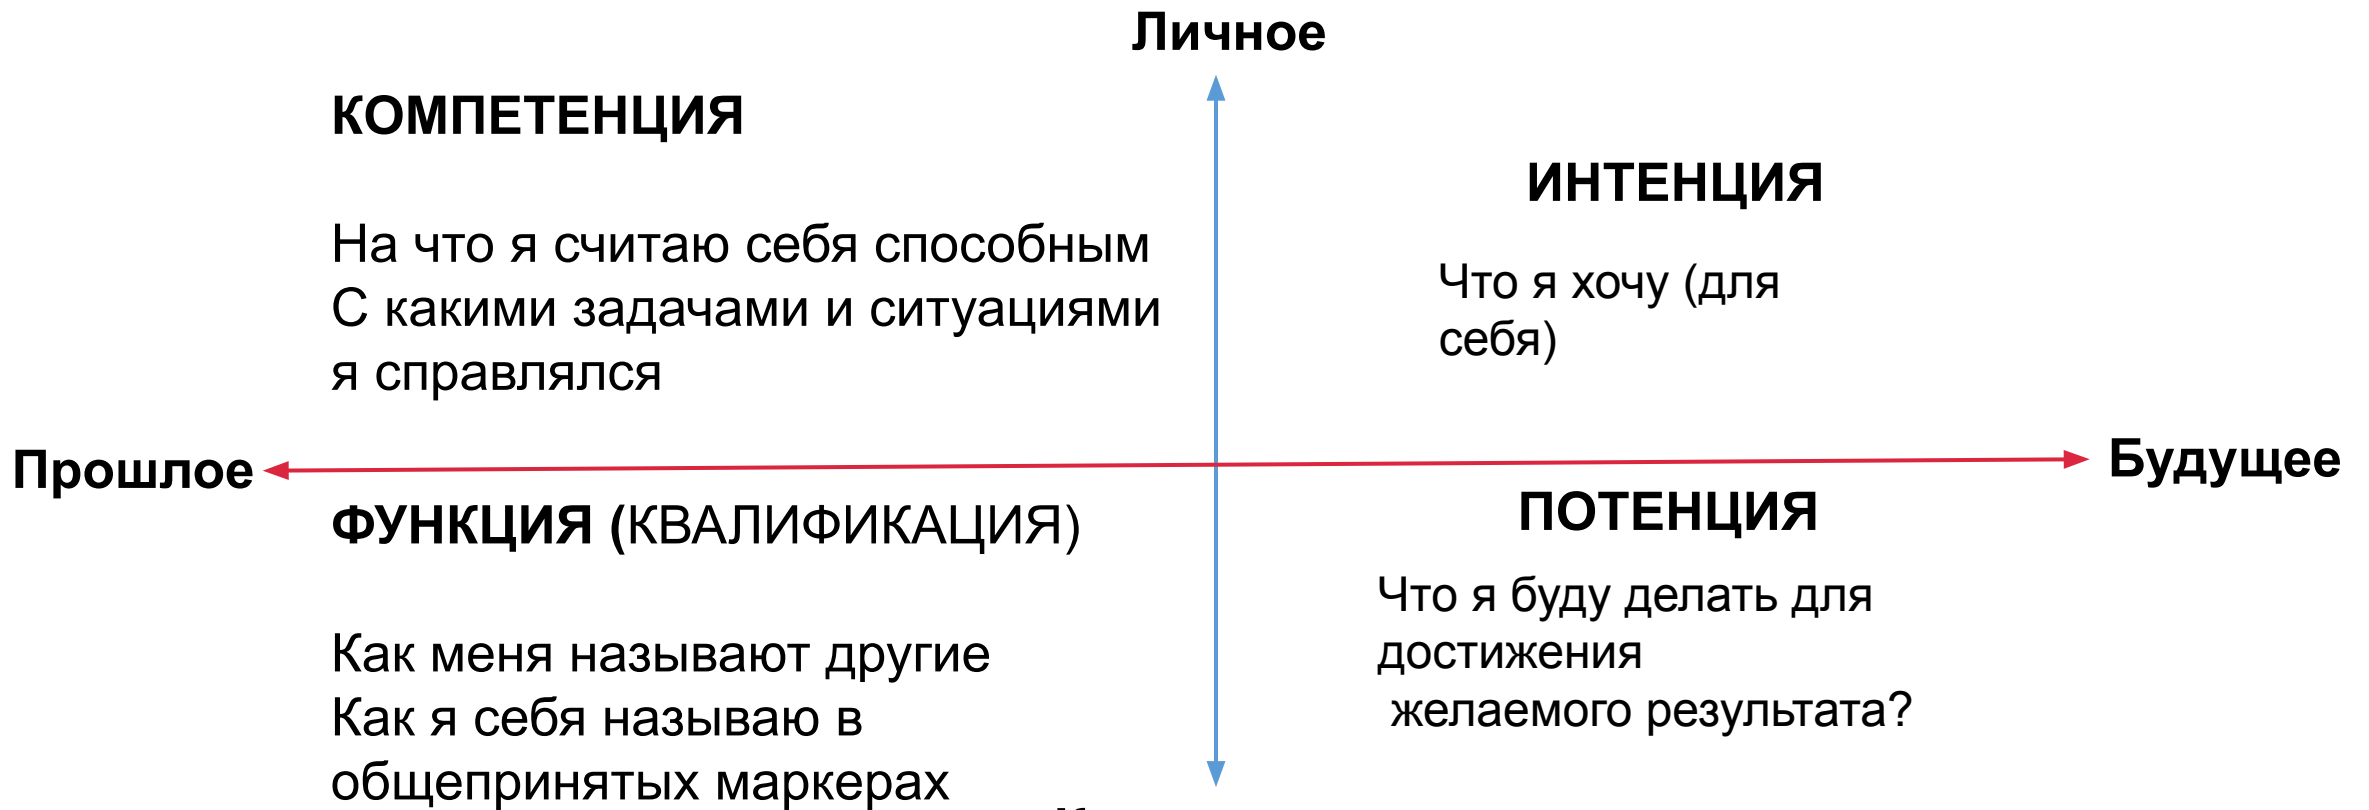 Личное
КОМПЕТЕНЦИЯ
На что я считаю себя способным
С какими задачами и ситуациями
я справлялся
ИНТЕНЦИЯ
Что я хочу (для
себя)
Прошлое
Будущее
ФУНКЦИЯ (КВАЛИФИКАЦИЯ)
Как меня называют другие
Как я себя называю в
общепринятых маркерах
ПОТЕНЦИЯ
Что я буду делать для
достижения
желаемого результата?